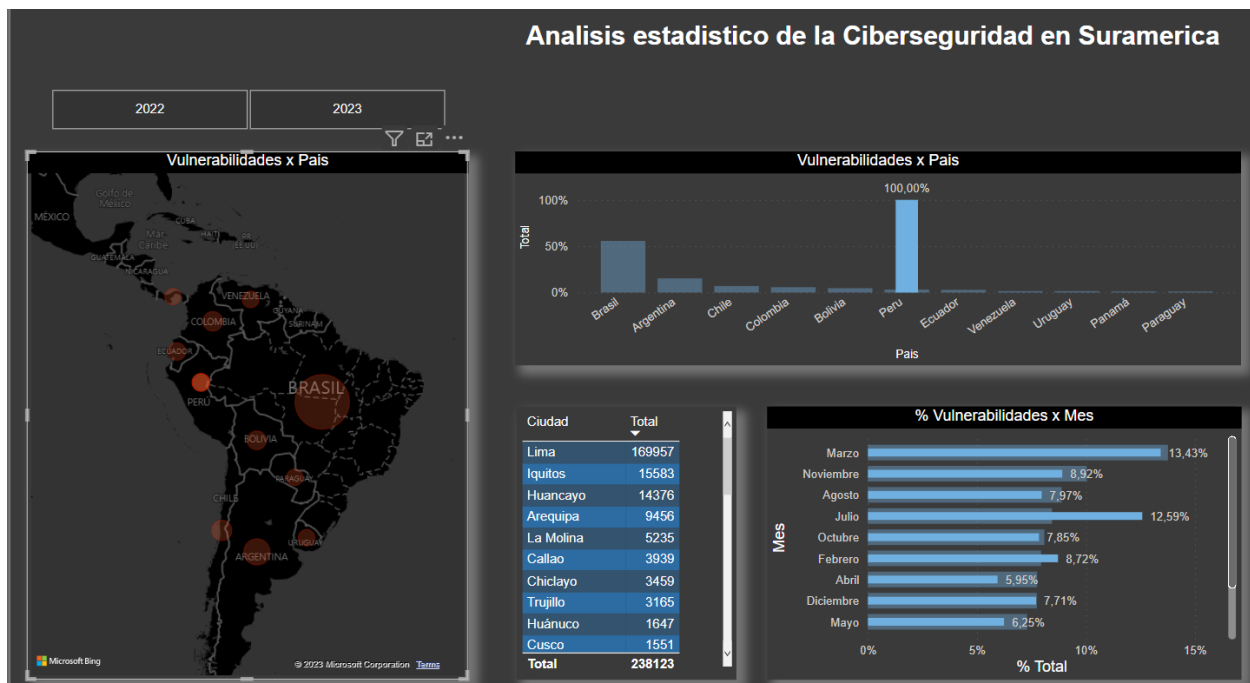 Analisis estadistico de la Ciberseguridad en Suramerica
2022
2023
Vulnerabilidades x Pais
Golfo de
México
MÉXICO
CUBA
HAITÍ
Mar
Caribe
GUATEMALA
NICARAGUA
VENEZUELA
GUYANA
SURINAM
COLOMBIA
ECUADOR
PERÚ
BRASIL
BOLIVIA
PARAGUAY
CHILE
URUGUAY
ARGENTINA
Microsoft Bing
© 2023 Microsoft Corporation Terms
Vulnerabilidades x Pais
100,00%
100%
50%
0%
Total
Brasil
Argentina
Chile
Colombia
Bolivia
Peru
Ecuador
Venezuela
Uruguay
Panamá
Paraguay
Pais
Ciudad Total
Lima 169957
Iquitos 15583
Huancayo 14376
Arequipa 9456
La Molina 5235
Callao 3939
Chiclayo 3459
Trujillo 3165
Huánuco 1647
Cusco 1551
Total 238123
% Vulnerabilidades x Mes
Mes
Marzo 13,43%
Noviembre 8,92%
Agosto 7,97%
Julio 12,59%
Octubre 7,85%
Febrero 8,72%
Abril 5,95%
Diciembre 7,71%
Mayo 6,25%
0% 5% 10% 15%
% Total